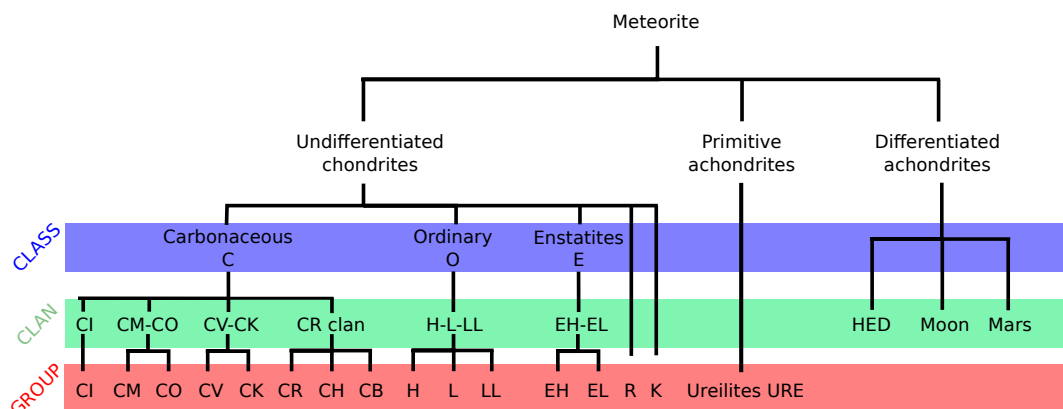 Meteorite
Undifferentiated
chondrites
Primitive
achondrites
Differentiated
achondrites
CLASS
Carbonaceous
C
Ordinary
O
Enstatites
E
CLAN
CI CM-CO CV-CK CR clan H-L-LL EH-EL HED Moon Mars
GROUP
CI CM CO CV CK CR CH CB H L LL EH EL R K Ureilites URE